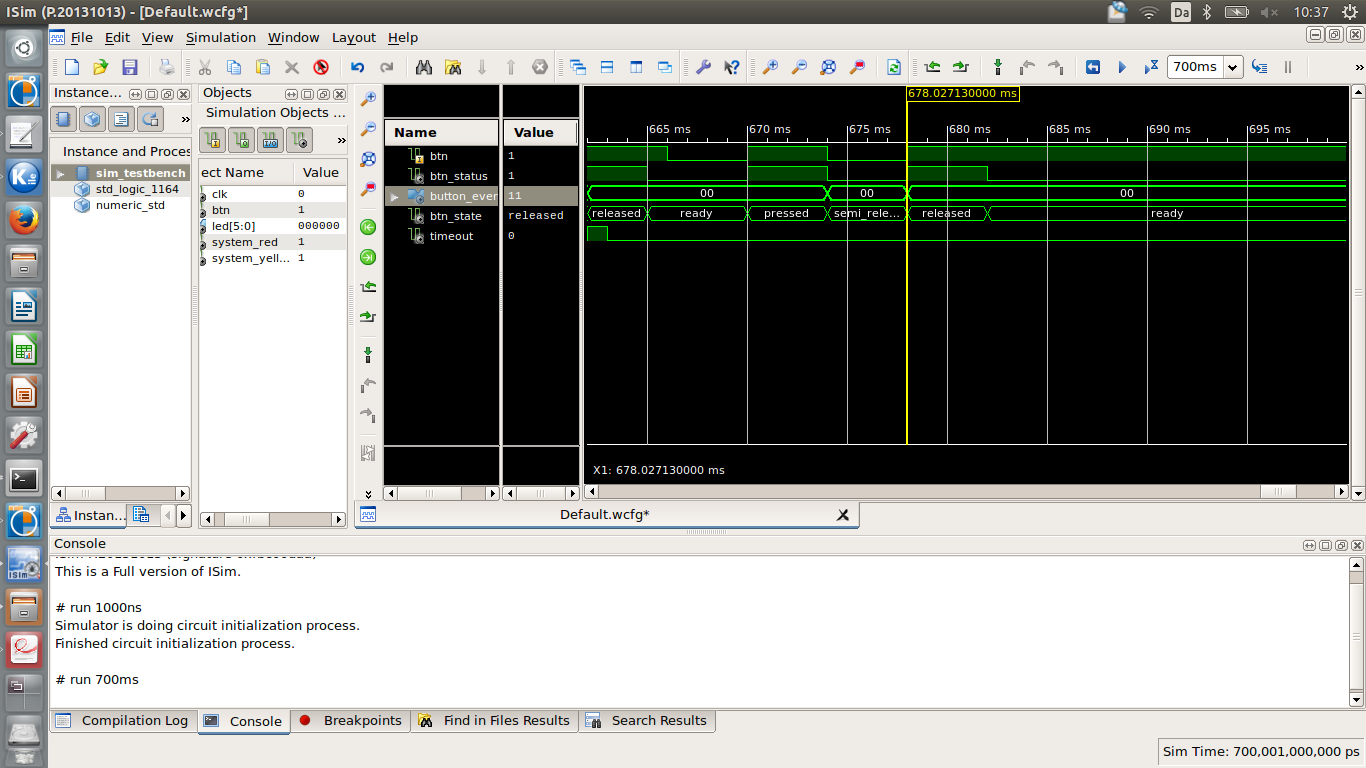 ISim (P.20131013) - [Default.wcfg*]
Da
10:37
File Edit View Simulation Window Layout Help
700ms
»
Instance...
»
Instance and Proces
sim_testbench
std_logic_1164
numeric_std
Instan...
Objects
Simulation Objects ...
»
ect Name Value
clk 0
btn 1
led[5:0] 000000
system_red 1
system_yell... 1
Name Value
btn 1
btn_status 1
button_ever 11
btn_state released
timeout 0
678.027130000 ms
665 ms 670 ms 675 ms 680 ms 685 ms 690 ms 695 ms
00 00 00
released ready pressed semi_rele... released ready
X1: 678.027130000 ms
Default.wcfg*
Console
This is a Full version of ISim.
# run 1000ns
Simulator is doing circuit initialization process.
Finished circuit initialization process.
# run 700ms
Compilation Log Console Breakpoints Find in Files Results Search Results
Sim Time: 700,001,000,000 ps